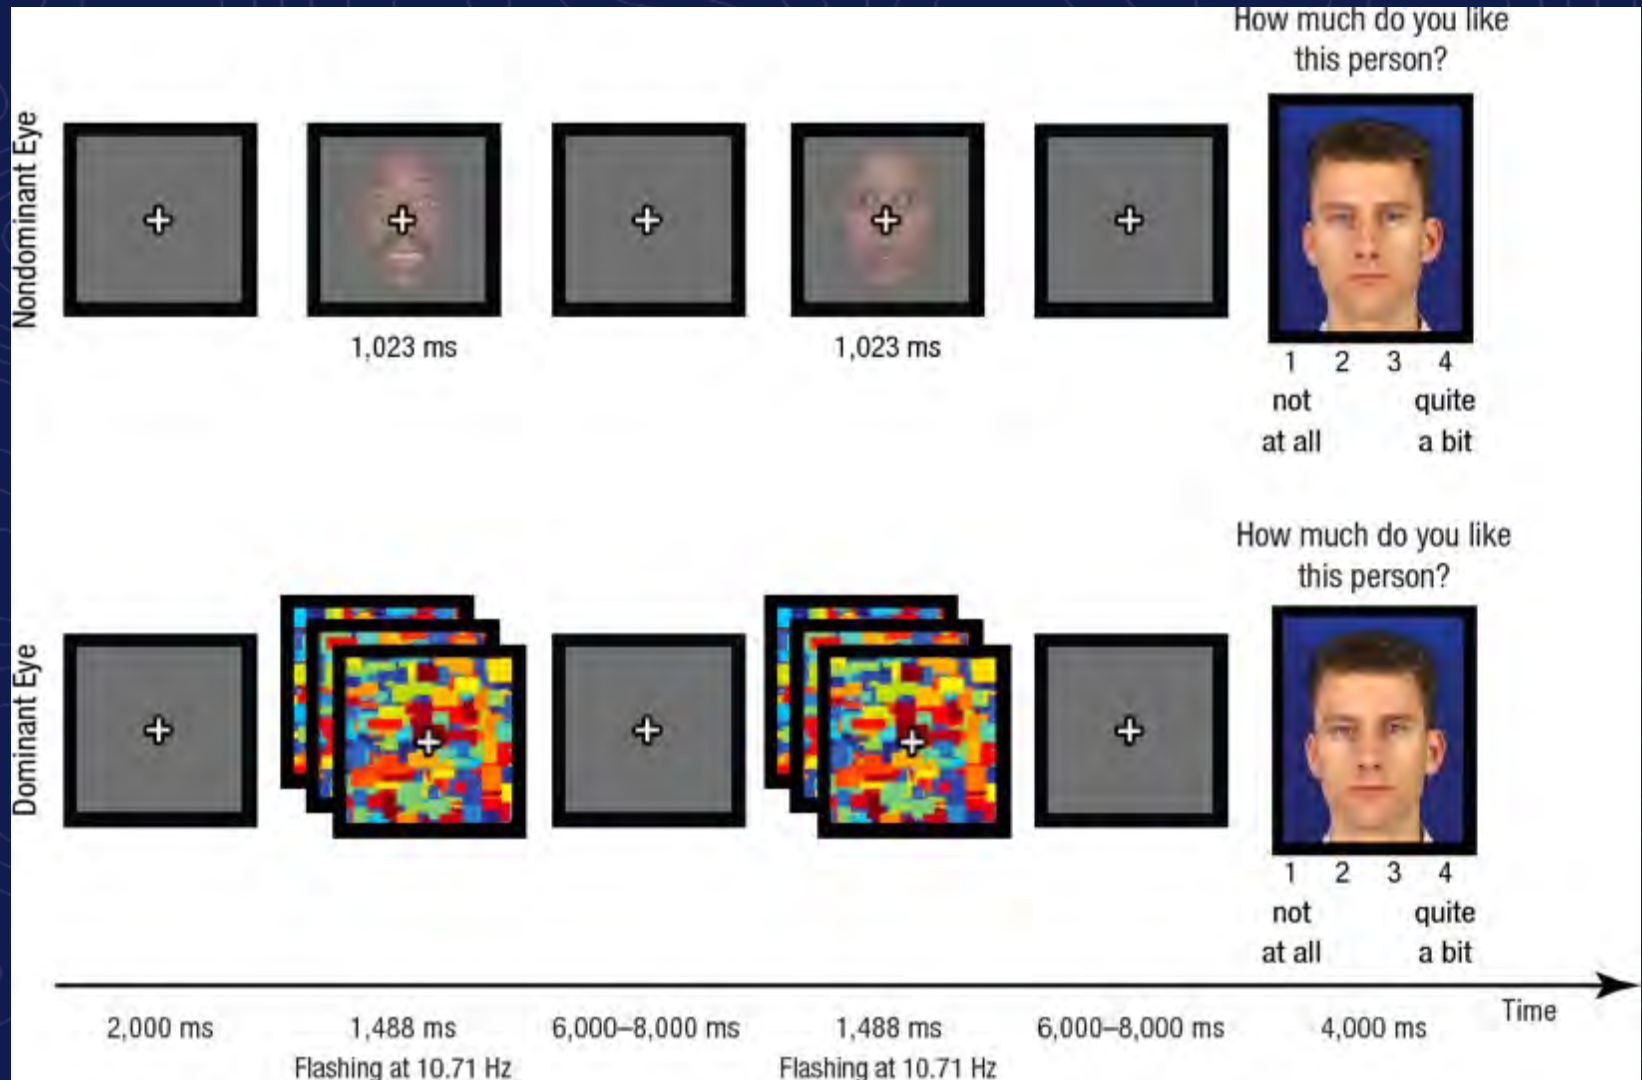 How much do you like
this person?
Nondominant Eye
1,023 ms
1,023 ms
1 2 3 4
not quite
at all a bit
How much do you like
this person?
Dominant Eye
1 2 3 4
not quite
at all a bit
Time
2,000 ms 1,488 ms 6,000–8,000 ms 1,488 ms 6,000–8,000 ms 4,000 ms
Flashing at 10.71 Hz Flashing at 10.71 Hz